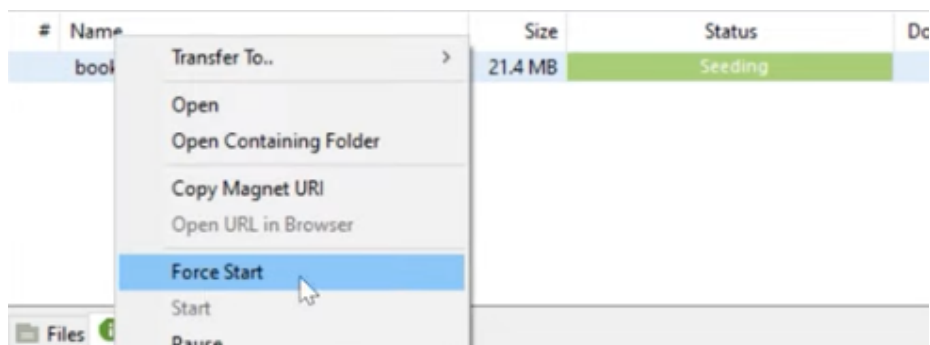 # Name Size Status Do
book 21.4 MB Seeding
Transfer To..
Open
Open Containing Folder
Copy Magnet URI
Open URL in Browser
Force Start
Start
Pause
Files